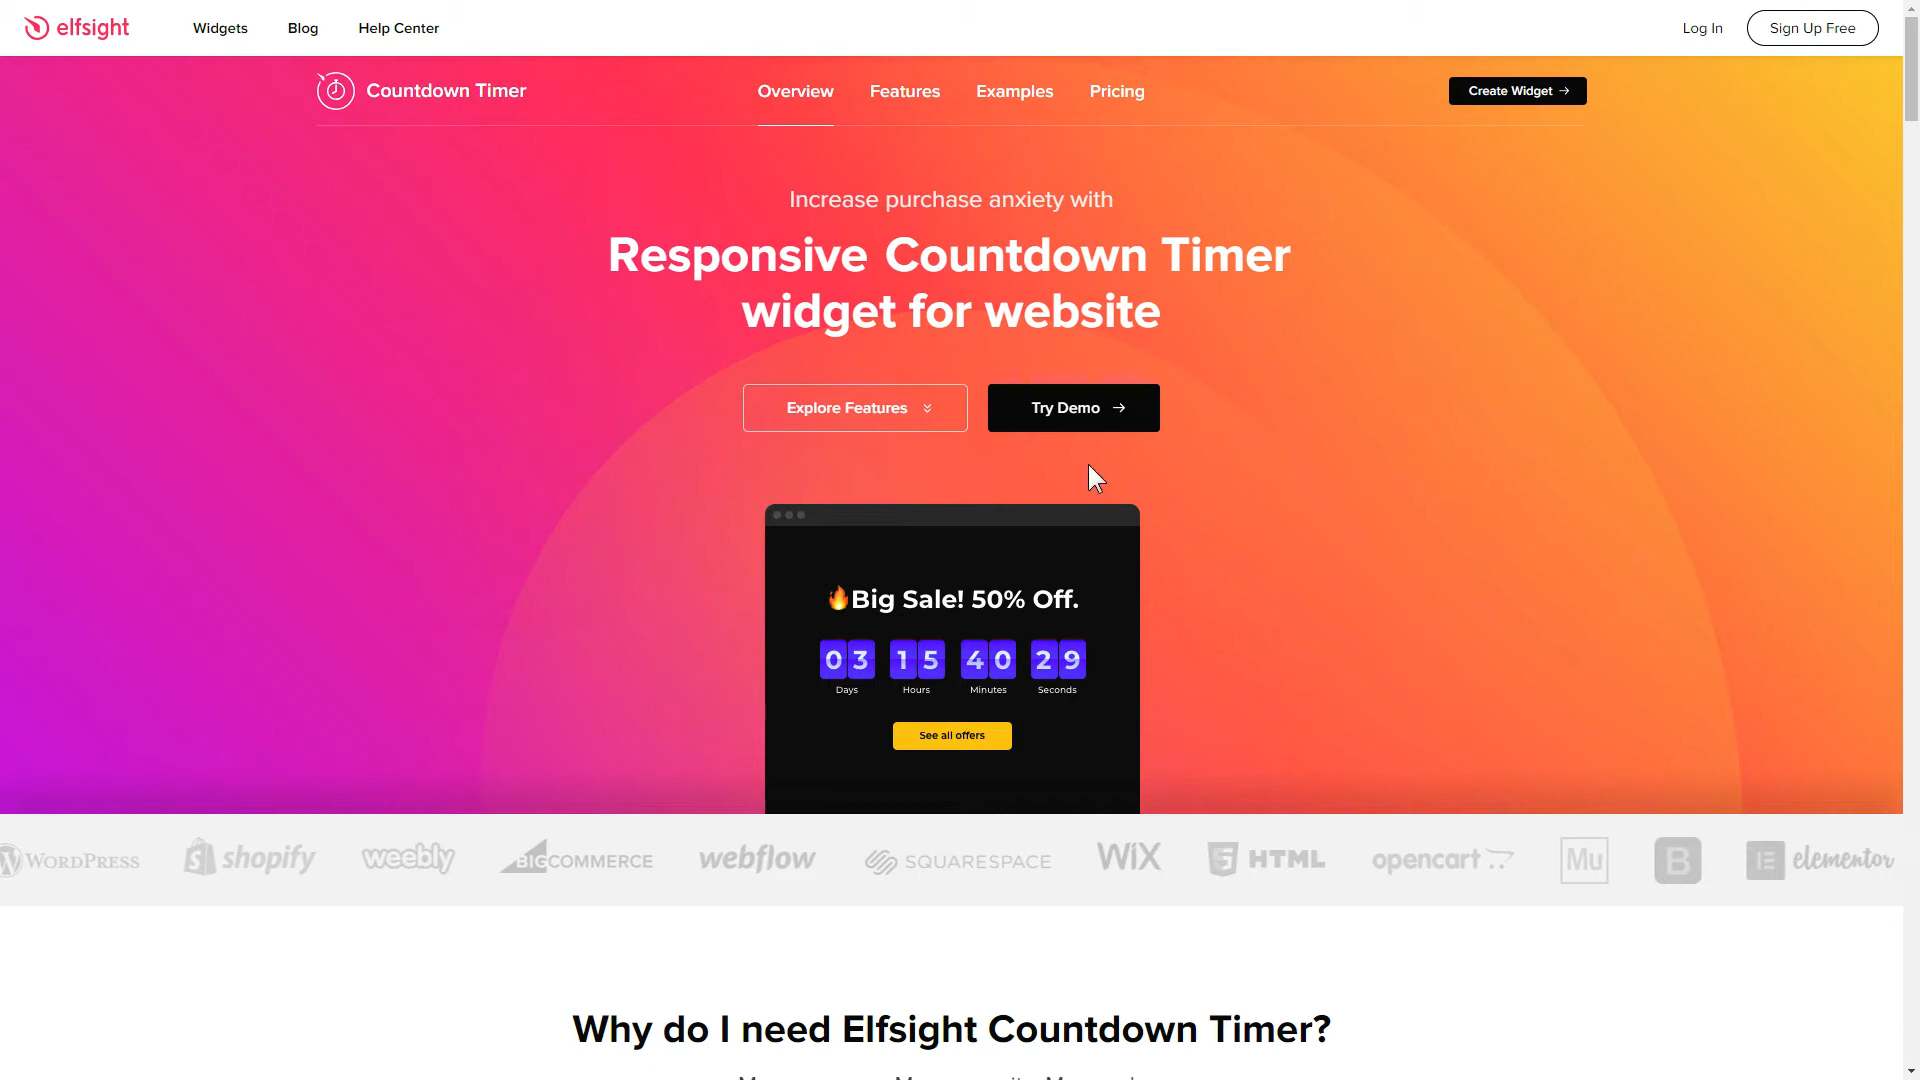 elfsight
Widgets
Blog
Help Center
Log In
Sign Up Free
Countdown Timer
Overview
Features
Examples
Pricing
Create Widget
Increase purchase anxiety with
Responsive Countdown Timer
widget for website
Explore Features
Try Demo
🔥Big Sale! 50% Off.
03 15 40 29
Days Hours Minutes Seconds
See all offers
WORDPRESS
shopify
weebly
BIGCOMMERCE
webflow
SQUARESPACE
WiX
HTML
opencart
Mu
B
elementor
Why do I need Elfsight Countdown Timer?